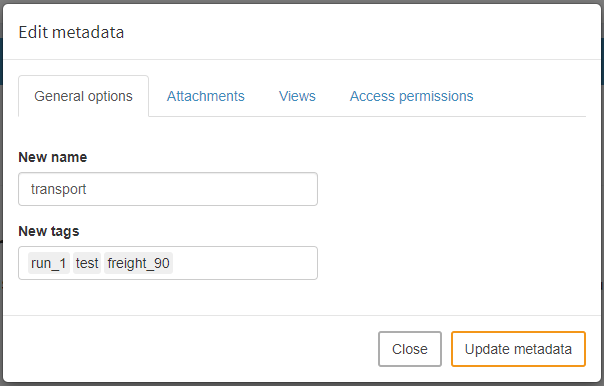 Edit metadata
General options Attachments Views Access permissions
New name
transport
New tags
run_1 test freight_90
Close Update metadata